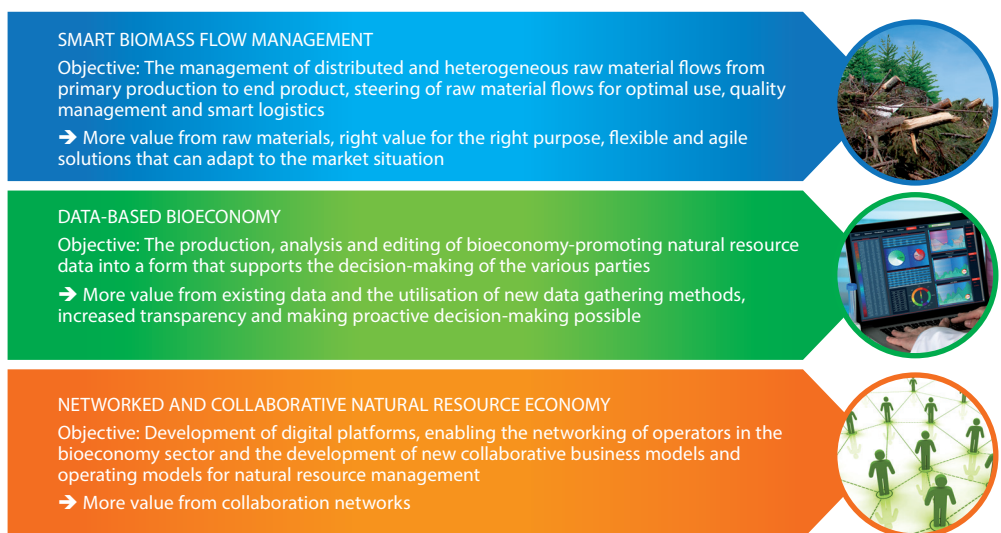 SMART BIOMASS FLOW MANAGEMENT
Objective: The management of distributed and heterogeneous raw material flows from
primary production to end product, steering of raw material flows for optimal use, quality
management and smart logistics
➔ More value from raw materials, right value for the right purpose, flexible and agile
solutions that can adapt to the market situation
DATA-BASED BIOECONOMY
Objective: The production, analysis and editing of bioeconomy-promoting natural resource
data into a form that supports the decision-making of the various parties
➔ More value from existing data and the utilisation of new data gathering methods,
increased transparency and making proactive decision-making possible
NETWORKED AND COLLABORATIVE NATURAL RESOURCE ECONOMY
Objective: Development of digital platforms, enabling the networking of operators in the
bioeconomy sector and the development of new collaborative business models and
operating models for natural resource management
➔ More value from collaboration networks